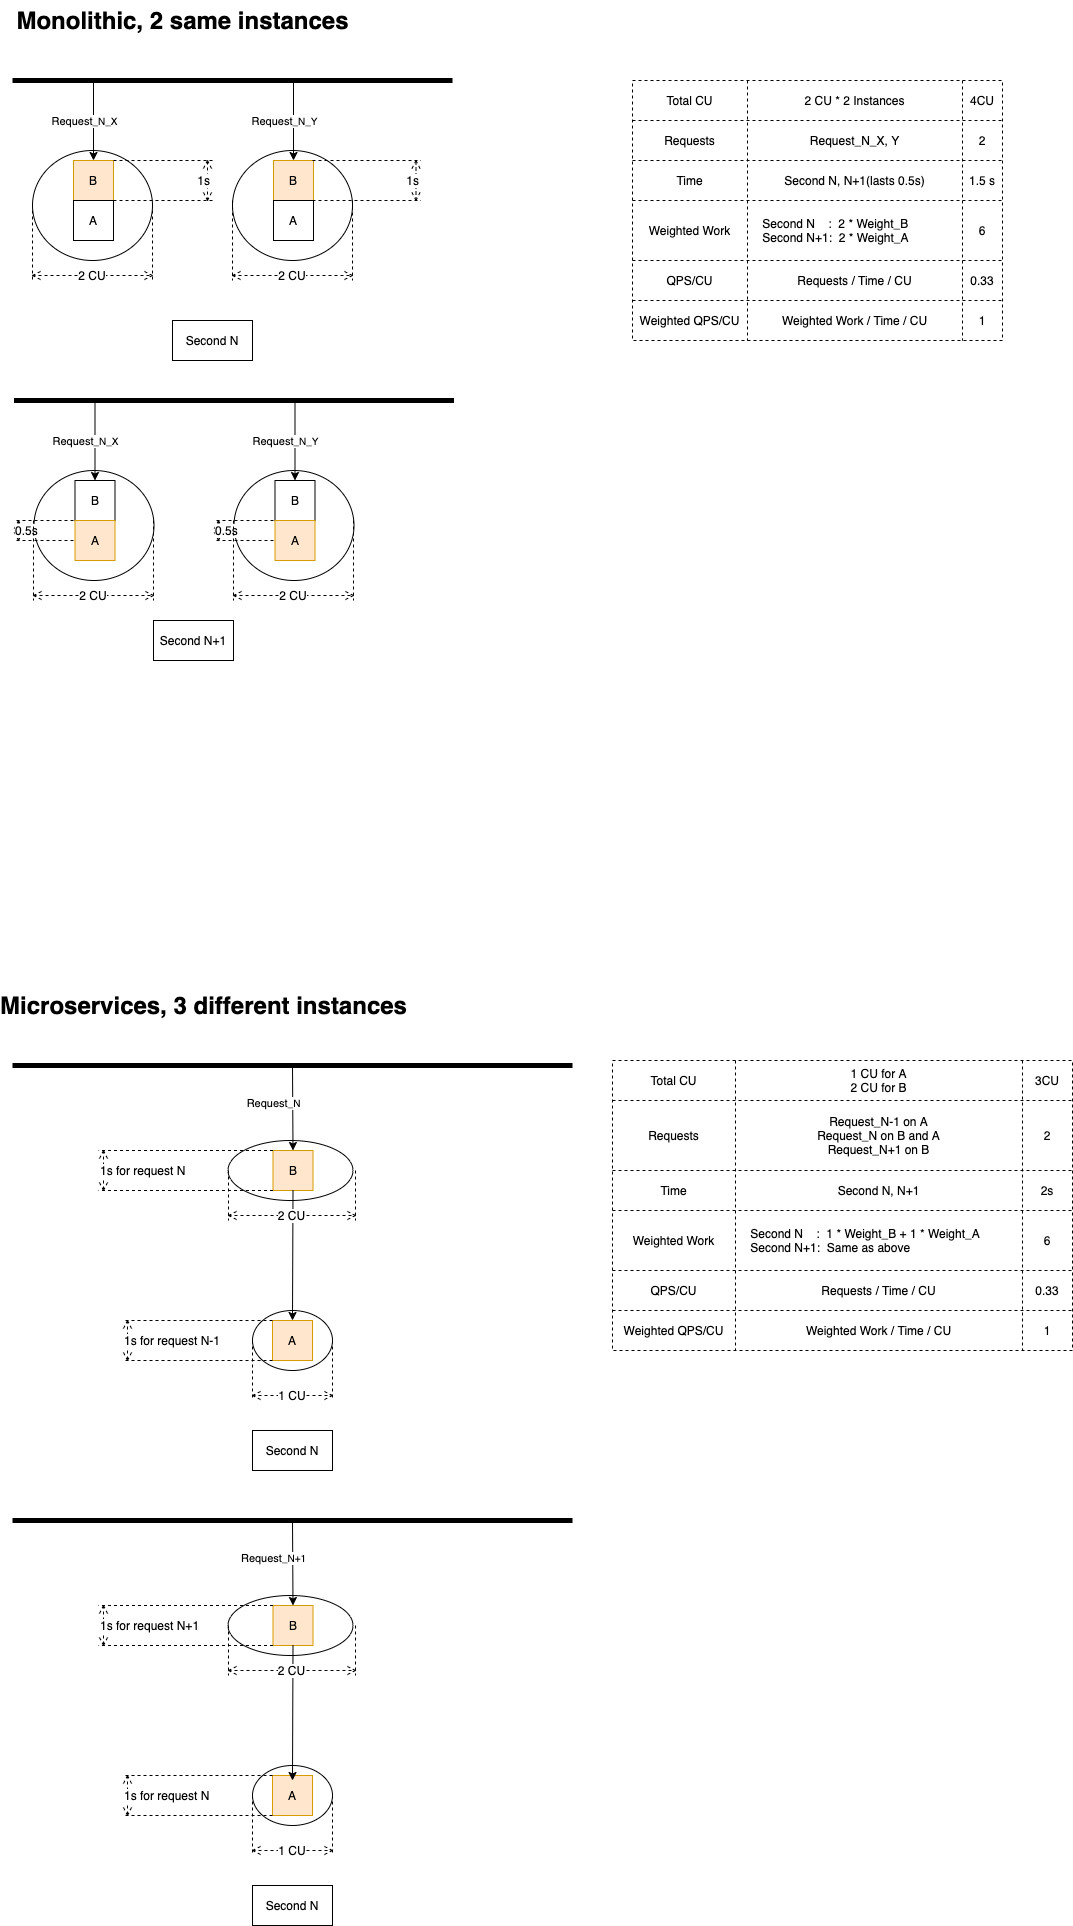 Monolithic, 2 same instances
Request_N_X
Request_N_Y
B
1s
B
1s
A
A
2 CU
2 CU
Second N
Total CU
2 CU * 2 Instances
4CU
Requests
Request_N_X, Y
2
Time
Second N, N+1(lasts 0.5s)
1.5 s
Weighted Work
Second N    :  2 * Weight_B
Second N+1:  2 * Weight_A
6
QPS/CU
Requests / Time / CU
0.33
Weighted QPS/CU
Weighted Work / Time / CU
1
Request_N_X
Request_N_Y
B
B
0.5s
A
0.5s
A
2 CU
2 CU
Second N+1
Microservices, 3 different instances
Request_N
1s for request N
B
2 CU
1s for request N-1
A
1 CU
Second N
Total CU
1 CU for A
2 CU for B
3CU
Requests
Request_N-1 on A
Request_N on B and A
Request_N+1 on B
2
Time
Second N, N+1
2s
Weighted Work
Second N    :  1 * Weight_B + 1 * Weight_A
Second N+1:  Same as above
6
QPS/CU
Requests / Time / CU
0.33
Weighted QPS/CU
Weighted Work / Time / CU
1
Request_N+1
1s for request N+1
B
2 CU
1s for request N
A
1 CU
Second N